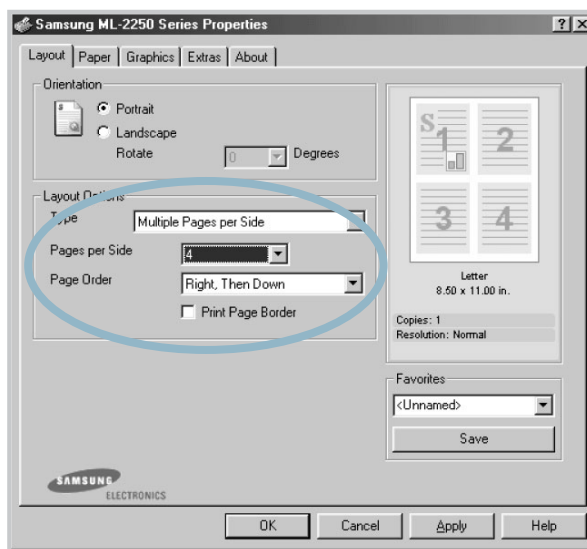 Samsung ML-2250 Series Properties
Layout Paper Graphics Extras About
Orientation
Portrait
Landscape
Rotate 0 Degrees
Layout Options
Type Multiple Pages per Side
Pages per Side 4
Page Order Right, Then Down
Print Page Border
S
1 2
3 4
Letter
8.50 x 11.00 in.
Copies: 1
Resolution: Normal
Favorites
<Unnamed>
Save
SAMSUNG
ELECTRONICS
OK Cancel Apply Help